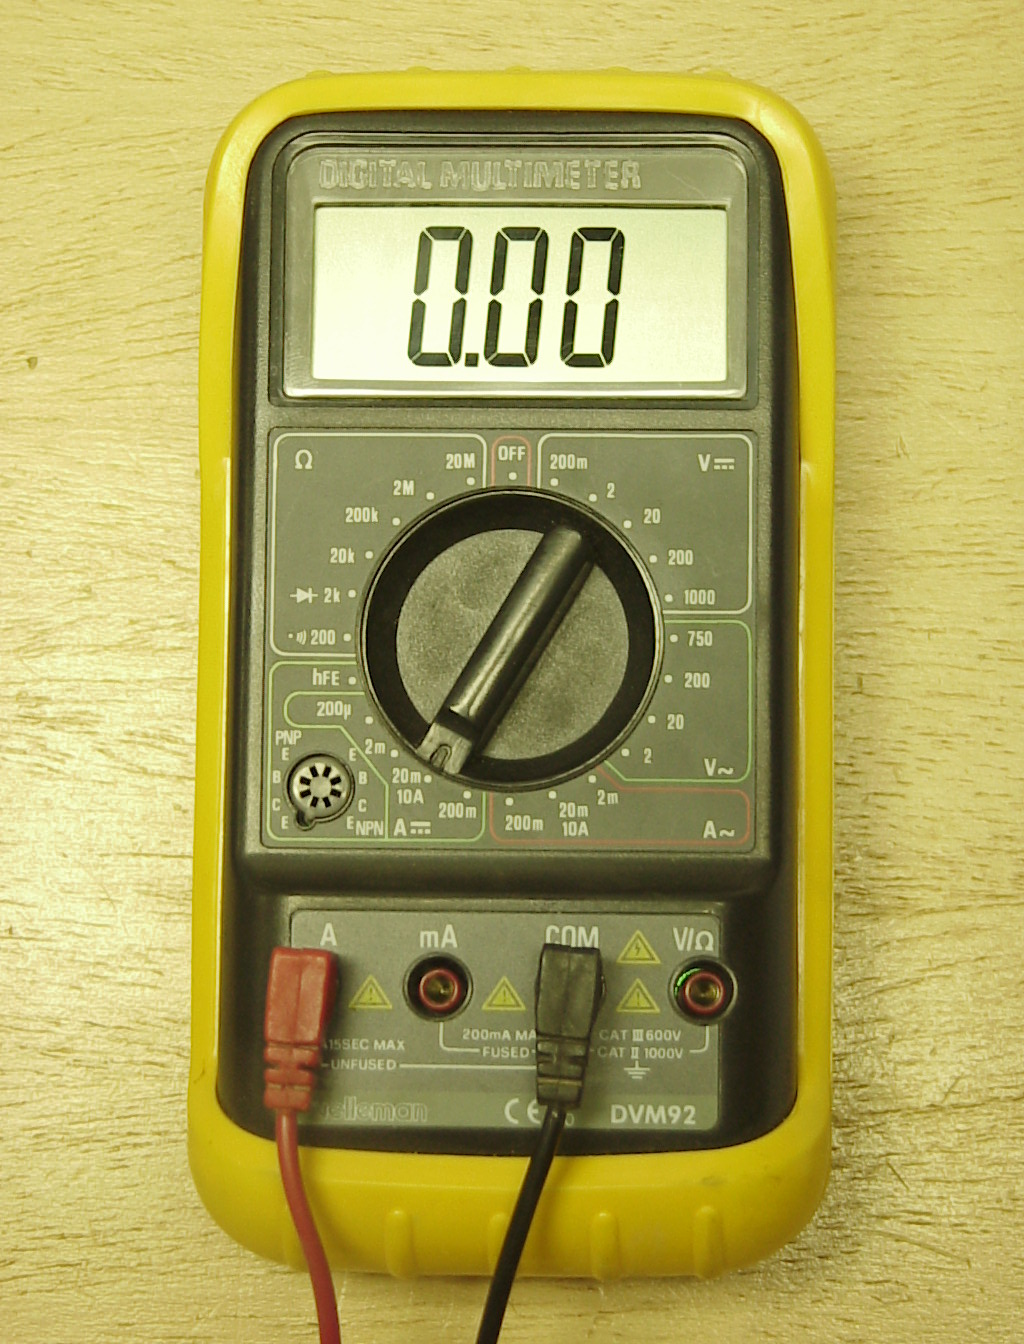 DIGITAL MULTIMETER
0.00
Ω 20M OFF 200m V
2M 2
200k 20
20k 200
2k 1000
200 750
hFE 200
200µ 20
2m 2
PNP V~
E E
B B
C C
E E NPN
20m
10A
200m
A
200m
20m
10A
2m
A~
A mA COM V/Ω
15SEC MAX 200mA CAT III 600V
UNFUSED FUSED CAT II 1000V
velleman CE DVM92